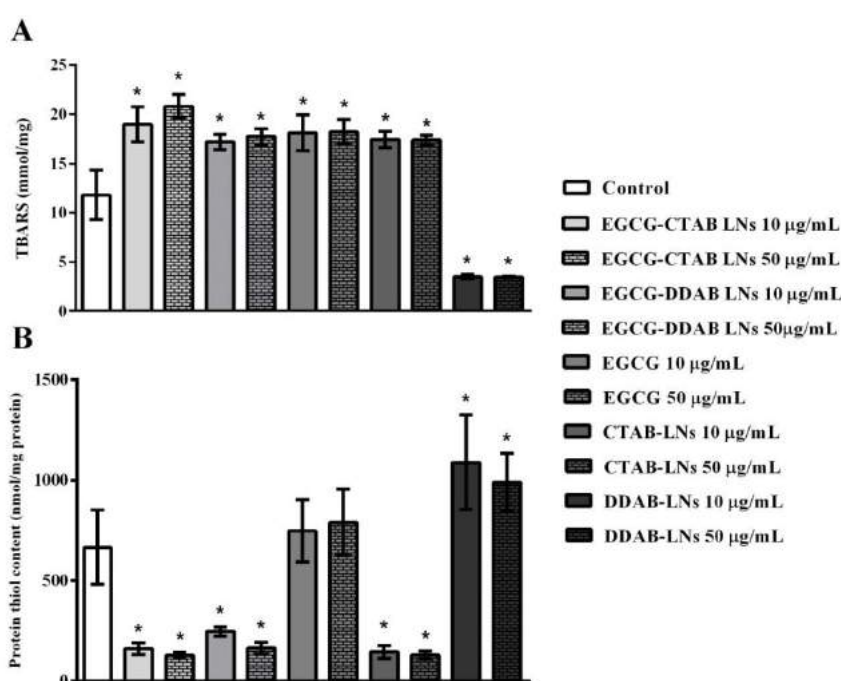 A
TBARS (mmol/mg)
25
20
15
10
5
0
* * * * * * * * * *
B
Protein thiol content (nmol/mg protein)
1500
1000
500
0
* * * * * * * *
Control
EGCG-CTAB LNs 10 µg/mL
EGCG-CTAB LNs 50 µg/mL
EGCG-DDAB LNs 10 µg/mL
EGCG-DDAB LNs 50µg/mL
EGCG 10 µg/mL
EGCG 50 µg/mL
CTAB-LNs 10 µg/mL
CTAB-LNs 50 µg/mL
DDAB-LNs 10 µg/mL
DDAB-LNs 50 µg/mL